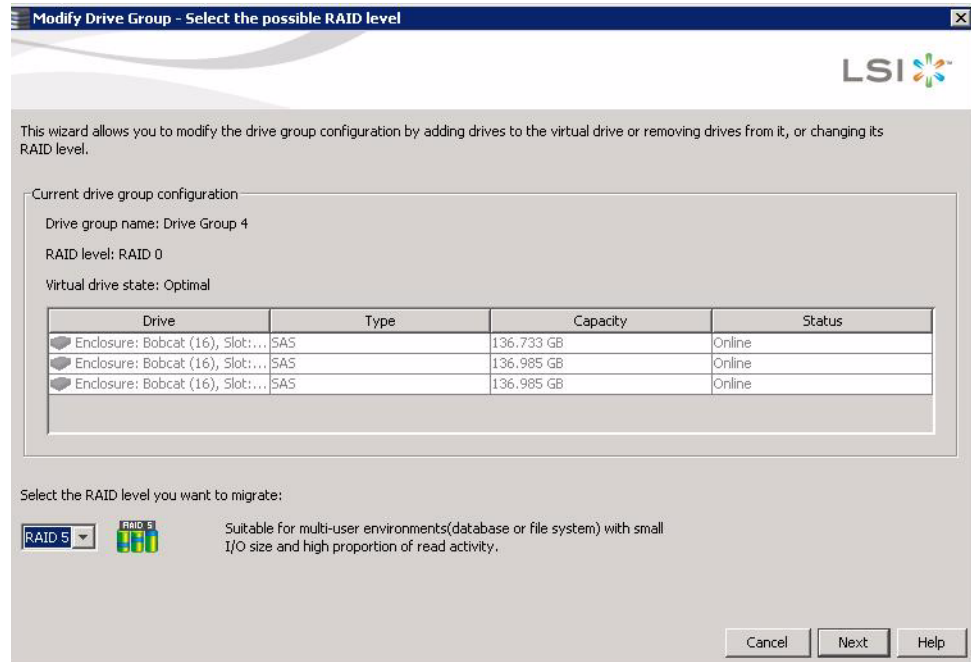 Modify Drive Group - Select the possible RAID level
LSI
This wizard allows you to modify the drive group configuration by adding drives to the virtual drive or removing drives from it, or changing its
RAID level.
Current drive group configuration
Drive group name: Drive Group 4
RAID level: RAID 0
Virtual drive state: Optimal
Drive Type Capacity Status
Enclosure: Bobcat (16), Slot:... SAS 136.733 GB Online
Enclosure: Bobcat (16), Slot:... SAS 136.985 GB Online
Enclosure: Bobcat (16), Slot:... SAS 136.985 GB Online
Select the RAID level you want to migrate:
RAID 5 RAID 5 Suitable for multi-user environments(database or file system) with small
I/O size and high proportion of read activity.
Cancel Next Help